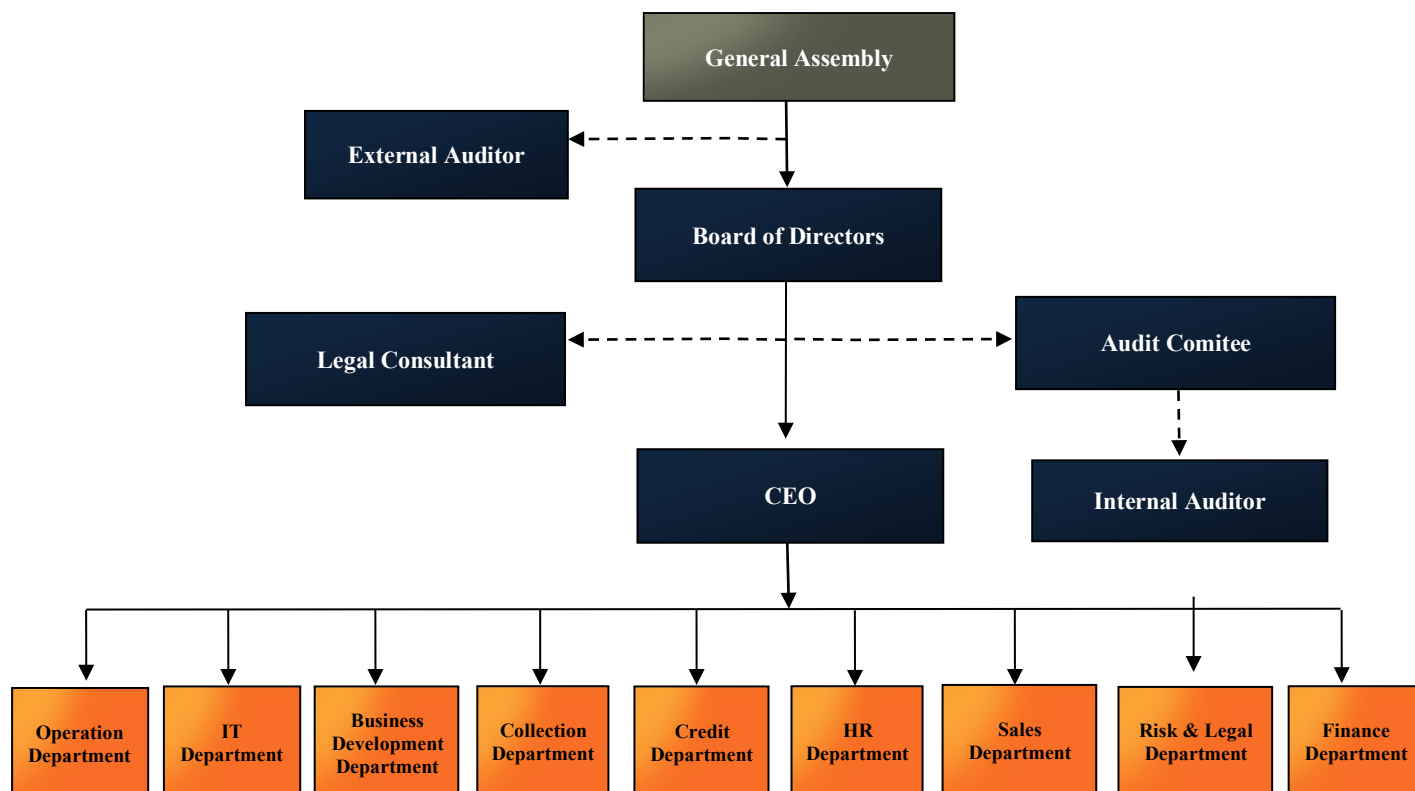 General Assembly
External Auditor
Board of Directors
Legal Consultant
Audit Comitee
CEO
Internal Auditor
Operation
Department
IT
Department
Business
Development
Department
Collection
Department
Credit
Department
HR
Department
Sales
Department
Risk & Legal
Department
Finance
Department